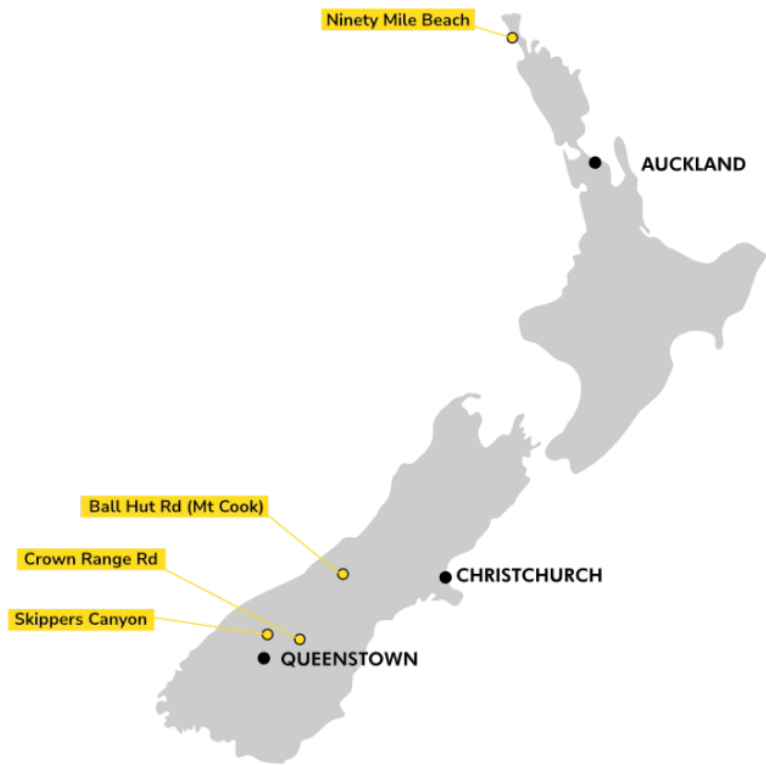 Ninety Mile Beach
AUCKLAND
Ball Hut Rd (Mt Cook)
Crown Range Rd
CHRISTCHURCH
Skippers Canyon
QUEENSTOWN